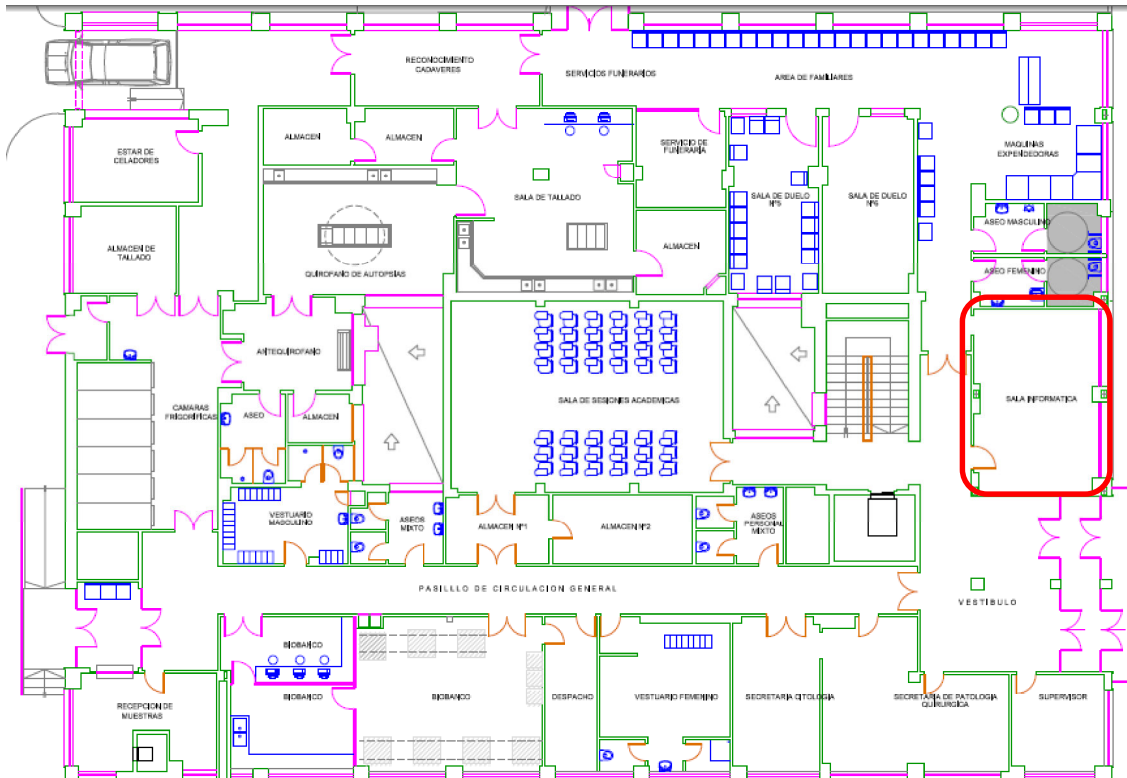 RECONOCIMIENTO
CADAVERES
SERVICIOS FUNERARIOS
AREA DE FAMILIARES
ESTAR DE
CELADORES
ALMACEN
ALMACEN
SERVICIO DE
FUNERARIA
MAQUINAS
EXPENDEDORAS
SALA DE TALLADO
SALA DE DUELO
Nº5
SALA DE DUELO
Nº6
ASEO MASCULINO
ALMACEN DE
TALLADO
QUIROFANO DE AUTOPSIAS
ALMACEN
ASEO FEMENINO
ANTEQUIROFANO
CAMARAS
FRIGORIFICAS
ASEO
ALMACEN
SALA DE SESIONES ACADEMICAS
SALA INFORMATICA
VESTUARIO
MASCULINO
ASEOS
MIXTO
ALMACEN Nº1
ALMACEN Nº2
ASEOS
PERSONAL
MIXTO
PASILLLO DE CIRCULACION GENERAL
VESTÍBULO
BIOBANCO
BIOBANCO
BIOBANCO
DESPACHO
VESTUARIO FEMENINO
SECRETARIA CITOLOGIA
SECRETARIA DE PATOLOGIA
QUIRURGICA
SUPERVISOR
RECEPCION DE
MUESTRAS